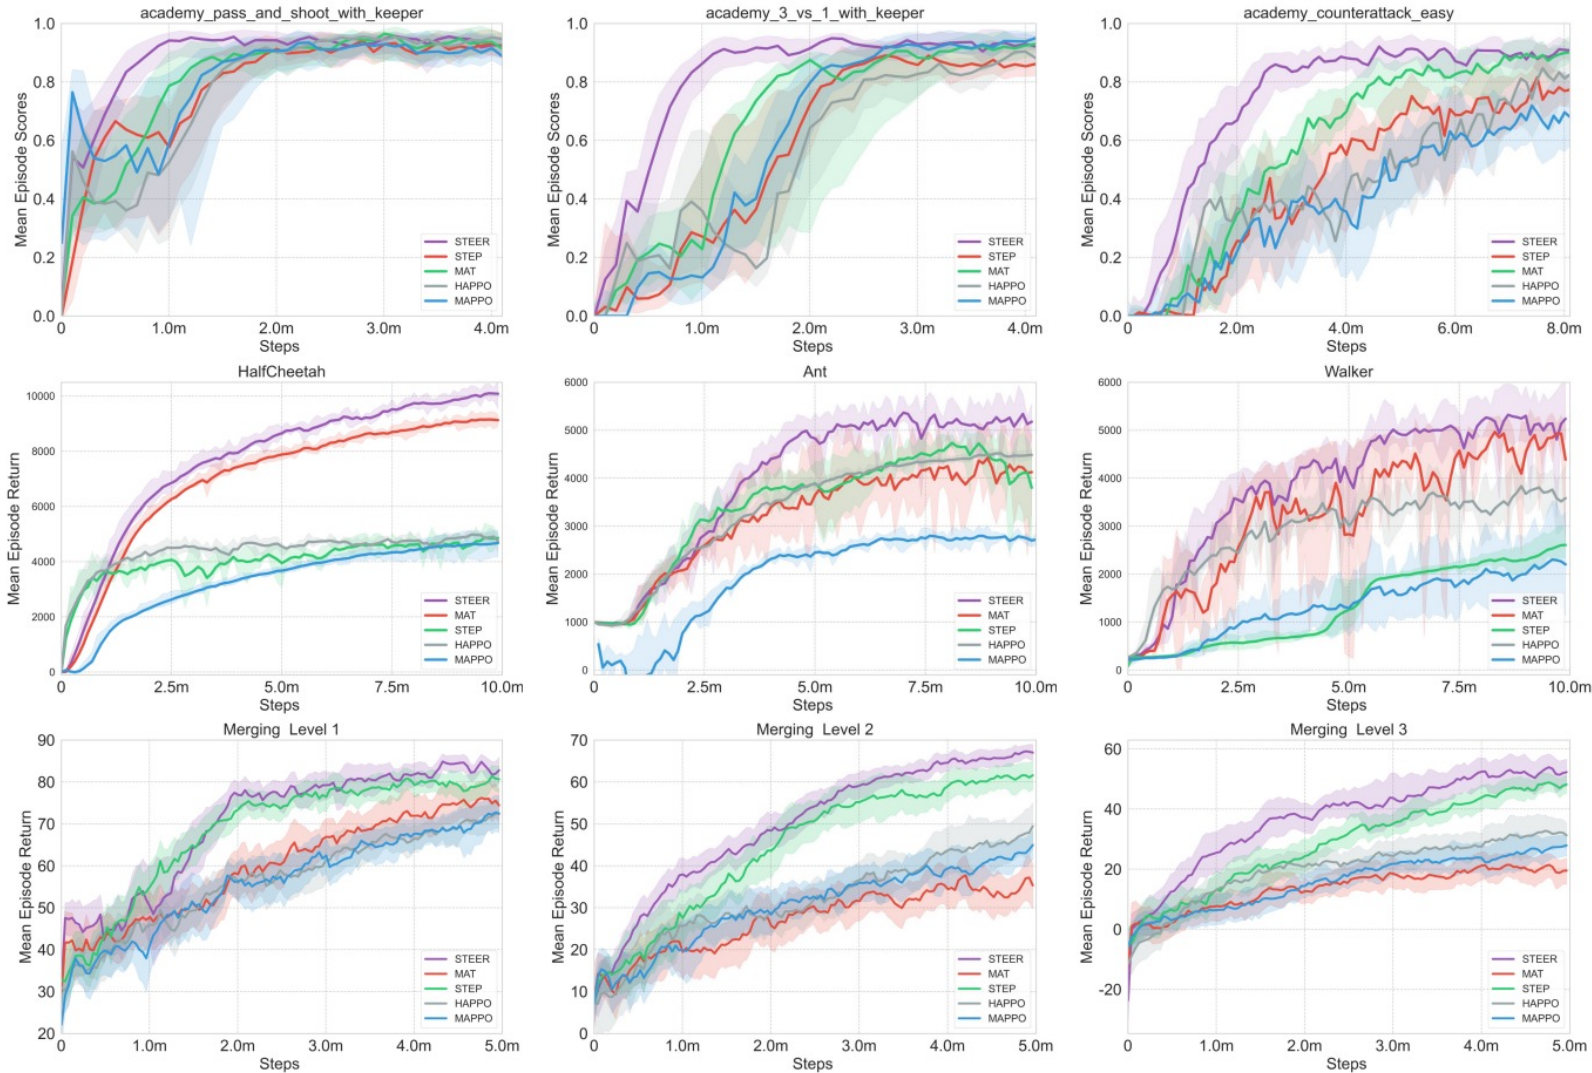 academy_pass_and_shoot_with_keeper
Mean Episode Scores
1.0
0.8
0.6
0.4
0.2
0.0
STEER
STEP
MAT
HAPPO
MAPPO
0 1.0m 2.0m 3.0m 4.0m
Steps
academy_3_vs_1_with_keeper
Mean Episode Scores
1.0
0.8
0.6
0.4
0.2
0.0
STEER
STEP
MAT
HAPPO
MAPPO
0 1.0m 2.0m 3.0m 4.0m
Steps
academy_counterattack_easy
Mean Episode Scores
1.0
0.8
0.6
0.4
0.2
0.0
STEER
STEP
MAT
HAPPO
MAPPO
0 2.0m 4.0m 6.0m 8.0m
Steps
HalfCheetah
Mean Episode Return
10000
8000
6000
4000
2000
0
STEER
MAT
STEP
HAPPO
MAPPO
0 2.5m 5.0m 7.5m 10.0m
Steps
Ant
Mean Episode Return
6000
5000
4000
3000
2000
1000
0
STEER
MAT
STEP
HAPPO
MAPPO
0 2.5m 5.0m 7.5m 10.0m
Steps
Walker
Mean Episode Return
6000
5000
4000
3000
2000
1000
0
STEER
MAT
STEP
HAPPO
MAPPO
0 2.5m 5.0m 7.5m 10.0m
Steps
Merging Level 1
Mean Episode Return
90
80
70
60
50
40
30
20
STEER
MAT
STEP
HAPPO
MAPPO
0 1.0m 2.0m 3.0m 4.0m 5.0m
Steps
Merging Level 2
Mean Episode Return
70
60
50
40
30
20
10
0
STEER
MAT
STEP
HAPPO
MAPPO
0 1.0m 2.0m 3.0m 4.0m 5.0m
Steps
Merging Level 3
Mean Episode Return
60
40
20
0
-20
STEER
MAT
STEP
HAPPO
MAPPO
0 1.0m 2.0m 3.0m 4.0m 5.0m
Steps